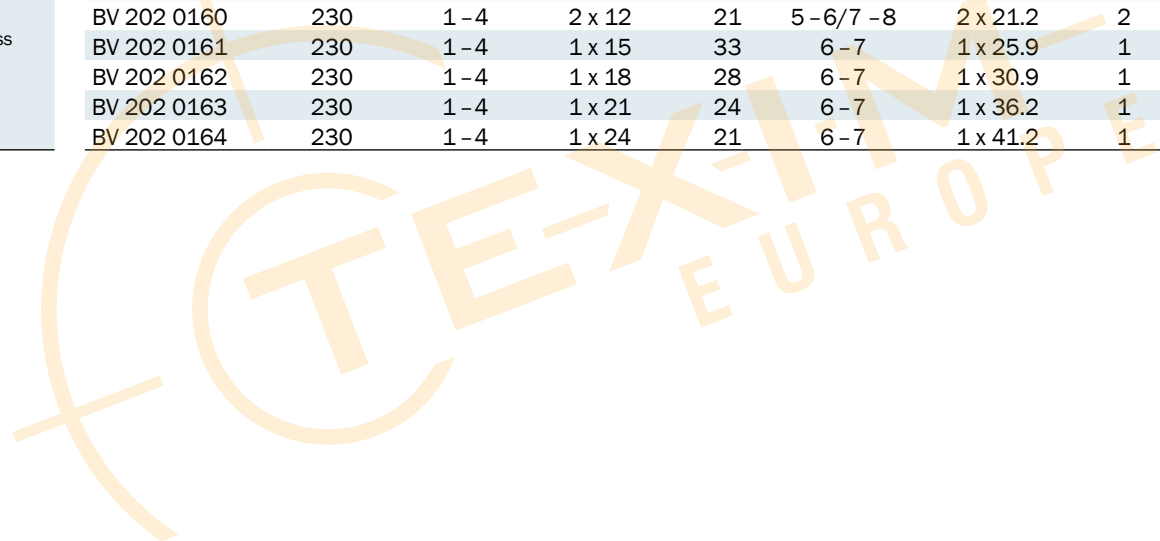 BV 202 0160 230 1 – 4 2 x 12 21 5 – 6/7 – 8 2 x 21.2 2
ss
BV 202 0161 230 1 – 4 1 x 15 33 6 – 7 1 x 25.9 1
BV 202 0162 230 1 – 4 1 x 18 28 6 – 7 1 x 30.9 1
BV 202 0163 230 1 – 4 1 x 21 24 6 – 7 1 x 36.2 1
BV 202 0164 230 1 – 4 1 x 24 21 6 – 7 1 x 41.2 1
TEXIM
EUROPE